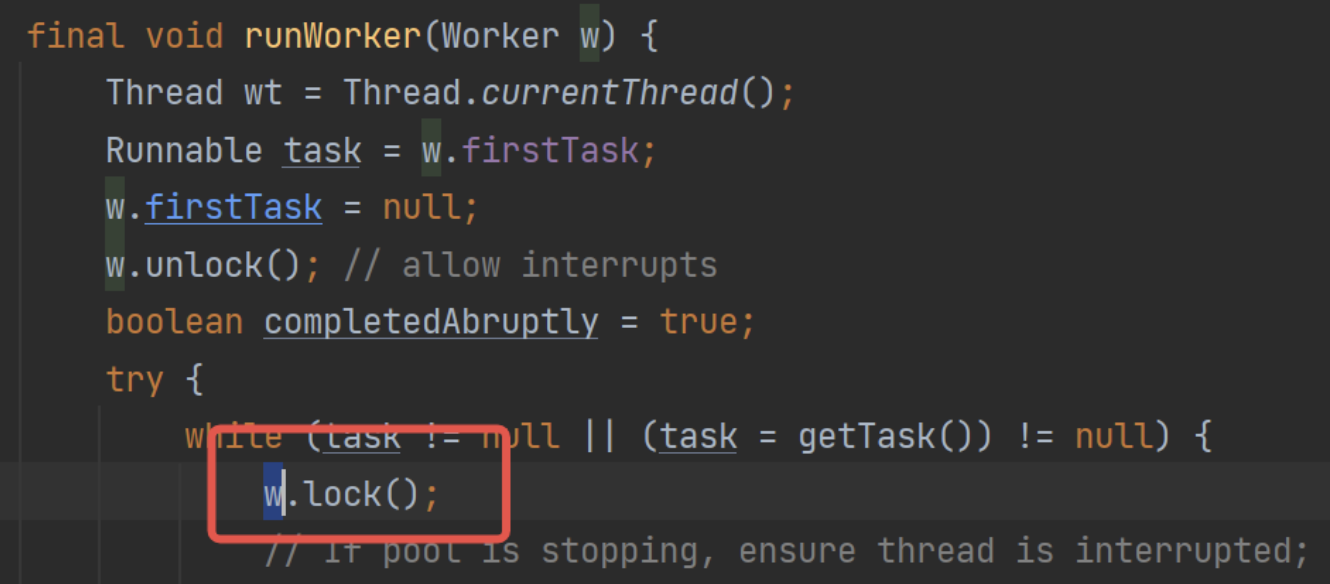 final void runWorker(Worker w) {
Thread wt = Thread.currentThread();
Runnable task = w.firstTask;
w.firstTask = null;
w.unlock(); // allow interrupts
boolean completedAbruptly = true;
try {
while (task != null || (task = getTask()) != null) {
w.lock();
// If pool is stopping, ensure thread is interrupted;